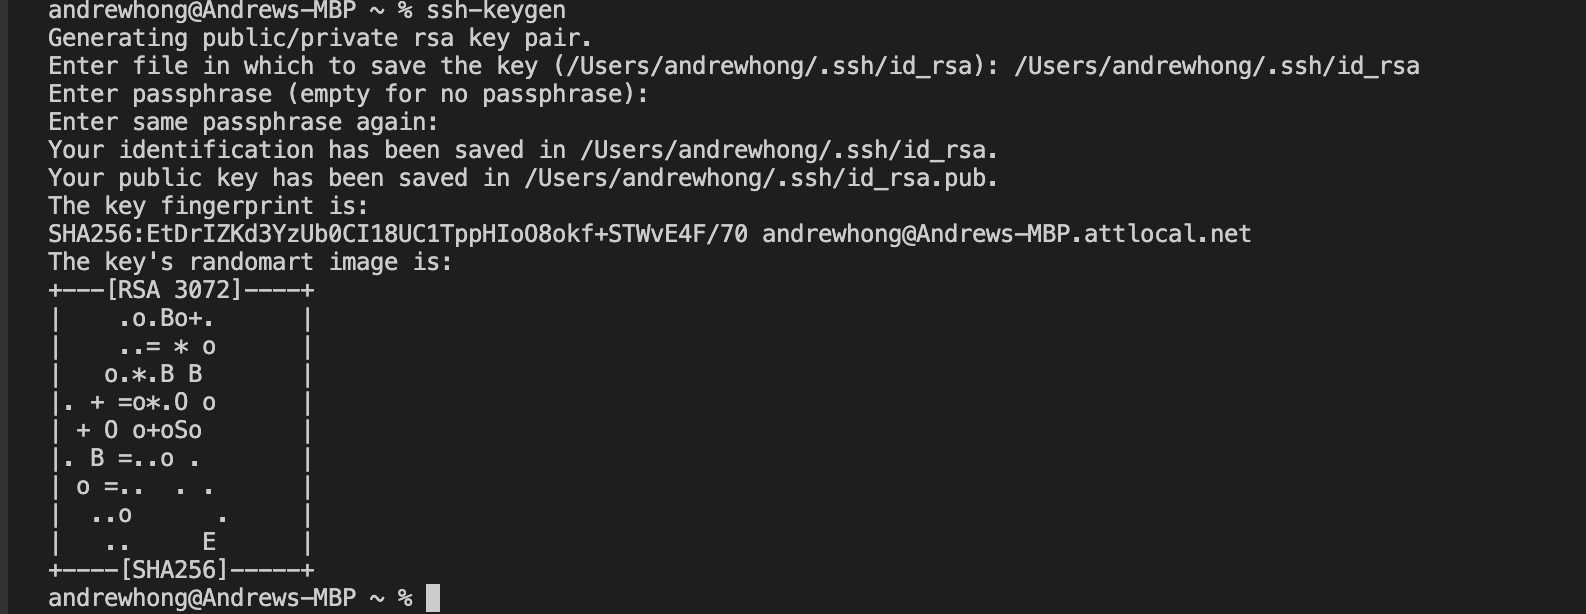 andrewhong@Andrews-MBP ~ % ssh-keygen
Generating public/private rsa key pair.
Enter file in which to save the key (/Users/andrewhong/.ssh/id_rsa): /Users/andrewhong/.ssh/id_rsa
Enter passphrase (empty for no passphrase):
Enter same passphrase again:
Your identification has been saved in /Users/andrewhong/.ssh/id_rsa.
Your public key has been saved in /Users/andrewhong/.ssh/id_rsa.pub.
The key fingerprint is:
SHA256:EtDrIZKd3YzUb0CI18UC1TppHIoO8okf+STWvE4F/70 andrewhong@Andrews-MBP.attlocal.net
The key's randomart image is:
+---[RSA 3072]----+
|    .o.Bo+.      |
|    ..= * o      |
|   o.*.B B       |
|. + =o*.O o      |
| + O o+oSo       |
|. B =..o .       |
| o =..  . .      |
|  ..o      .     |
|   ..     E      |
+----[SHA256]-----+
andrewhong@Andrews-MBP ~ %